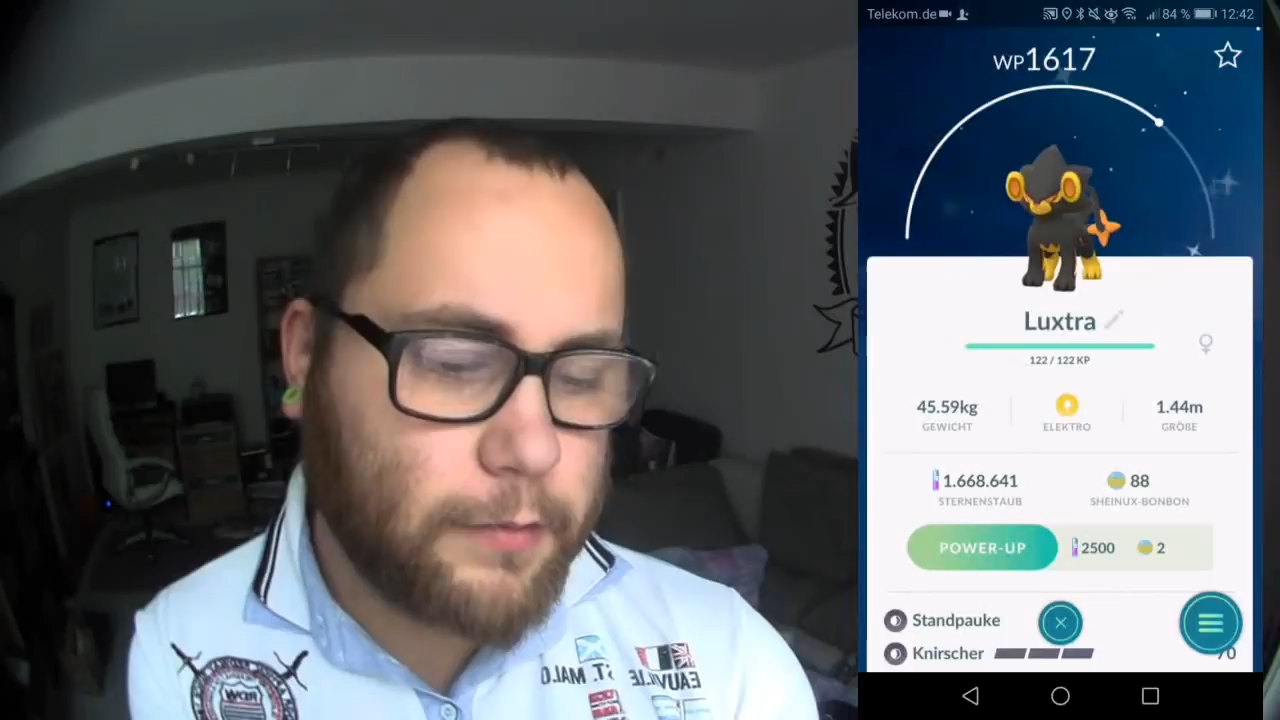 Telekom.de 84 % 12:42
WP1617
Luxtra
122 / 122 KP
45.59kg 1.44m
GEWICHT ELEKTRO GRÖßE
1.668.641 88
STERNENSTAUB SHEINUX-BONBON
POWER-UP 2500 2
Standpauke
Knirscher 70
ST. MALO
EAUVILLE
WGR